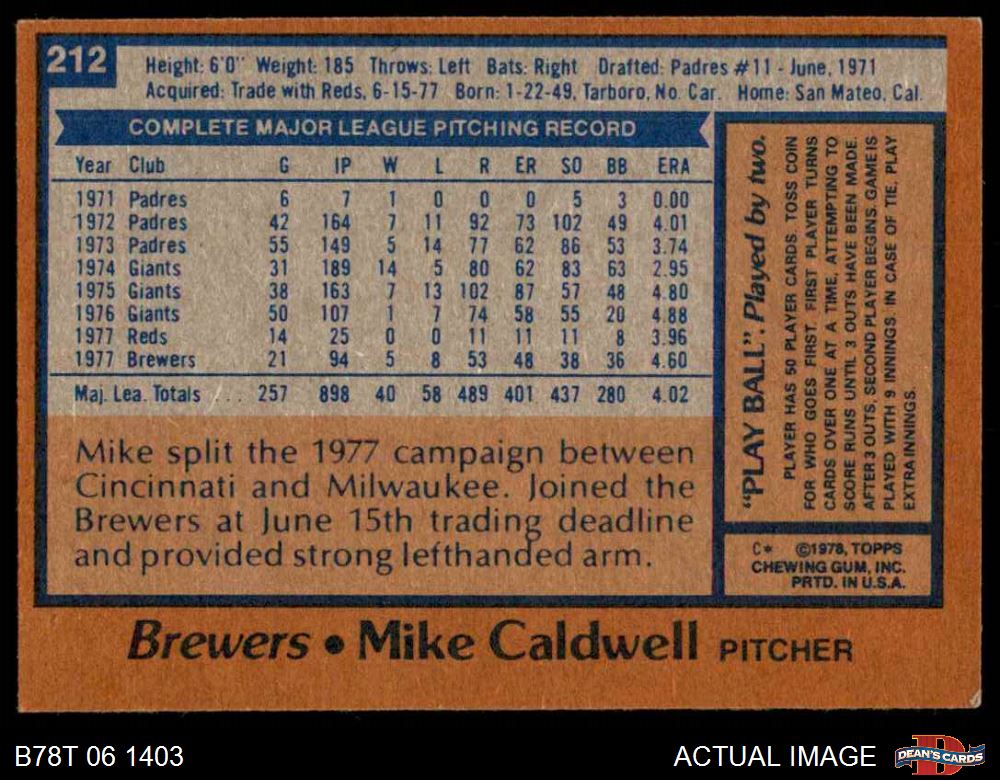 212
Height: 6'0" Weight: 185 Throws: Left Bats: Right Drafted: Padres #11 - June, 1971
Acquired: Trade with Reds, 6-15-77 Born: 1-22-49, Tarboro, No. Car. Home: San Mateo, Cal.
COMPLETE MAJOR LEAGUE PITCHING RECORD
Year Club G IP W L R ER SO BB ERA
1971 Padres 6 7 1 0 0 0 5 3 0.00
1972 Padres 42 164 7 11 92 73 102 49 4.01
1973 Padres 55 149 5 14 77 62 86 53 3.74
1974 Giants 31 189 14 5 80 62 83 63 2.95
1975 Giants 38 163 7 13 102 87 57 48 4.80
1976 Giants 50 107 1 7 74 58 55 20 4.88
1977 Reds 14 25 0 0 11 11 11 8 3.96
1977 Brewers 21 94 5 8 53 48 38 36 4.60
Maj. Lea. Totals ... 257 898 40 58 489 401 437 280 4.02
Mike split the 1977 campaign between
Cincinnati and Milwaukee. Joined the
Brewers at June 15th trading deadline
and provided strong lefthanded arm.
"PLAY BALL". Played by two.
PLAYER HAS 50 PLAYER CARDS. TOSS COIN
FOR WHO GOES FIRST. FIRST PLAYER TURNS
CARDS OVER ONE AT A TIME, ATTEMPTING TO
SCORE RUNS UNTIL 3 OUTS HAVE BEEN MADE.
AFTER 3 OUTS, SECOND PLAYER BEGINS. GAME IS
PLAYED WITH 9 INNINGS. IN CASE OF TIE, PLAY
EXTRA INNINGS.
C* ©1978, TOPPS
CHEWING GUM, INC.
PRTD. IN U.S.A.
Brewers • Mike Caldwell PITCHER
B78T 06 1403
ACTUAL IMAGE
D
DEAN'S CARDS